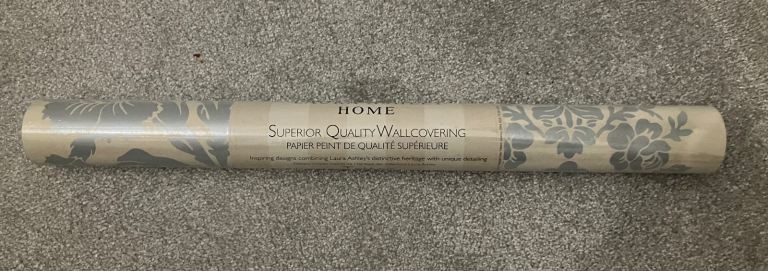 HOME
SUPERIOR QUALITY WALLCOVERING
PAPIER PEINT DE QUALITÉ SUPÉRIEURE
Inspiring designs combining Laura Ashley's distinctive heritage with unique detailing